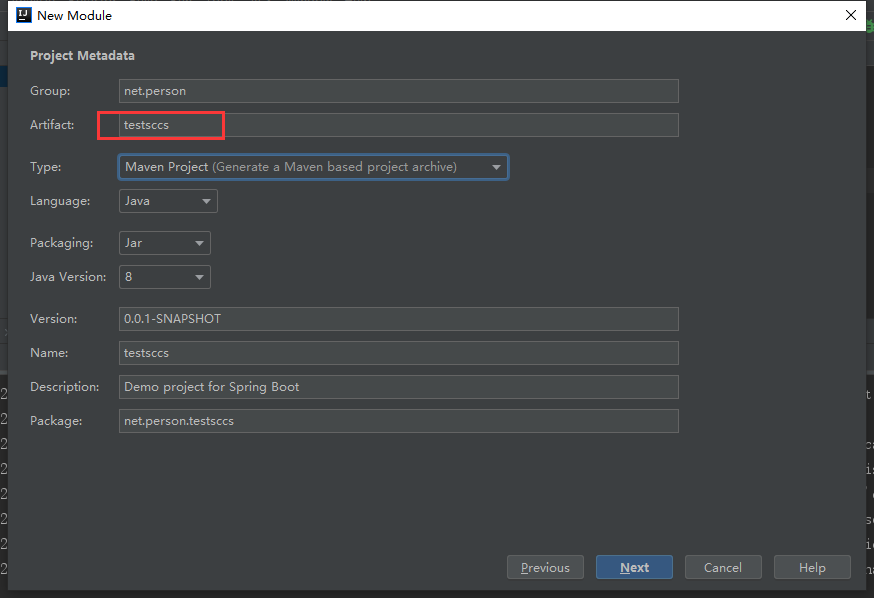 New Module
Project Metadata
Group: net.person
Artifact: testsccs
Type: Maven Project (Generate a Maven based project archive)
Language: Java
Packaging: Jar
Java Version: 8
Version: 0.0.1-SNAPSHOT
Name: testsccs
Description: Demo project for Spring Boot
Package: net.person.testsccs
Previous Next Cancel Help